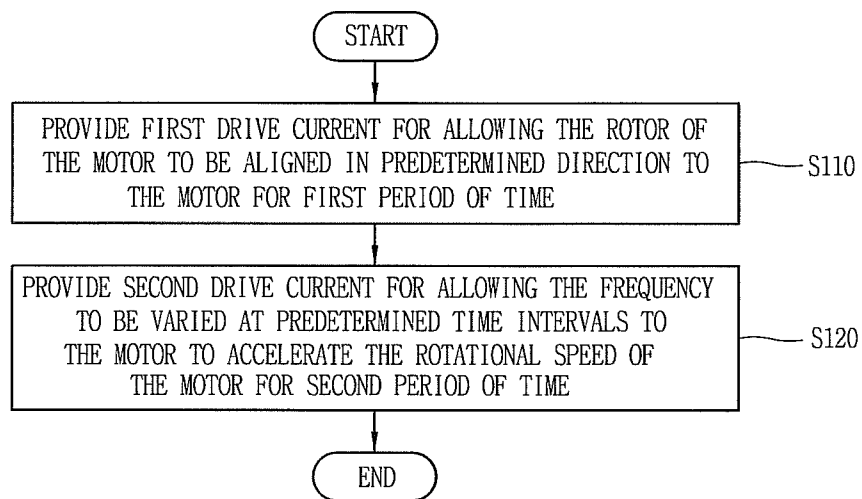 START
PROVIDE FIRST DRIVE CURRENT FOR ALLOWING THE ROTOR OF
THE MOTOR TO BE ALIGNED IN PREDETERMINED DIRECTION TO
THE MOTOR FOR FIRST PERIOD OF TIME
S110
PROVIDE SECOND DRIVE CURRENT FOR ALLOWING THE FREQUENCY
TO BE VARIED AT PREDETERMINED TIME INTERVALS TO
THE MOTOR TO ACCELERATE THE ROTATIONAL SPEED OF
THE MOTOR FOR SECOND PERIOD OF TIME
S120
END